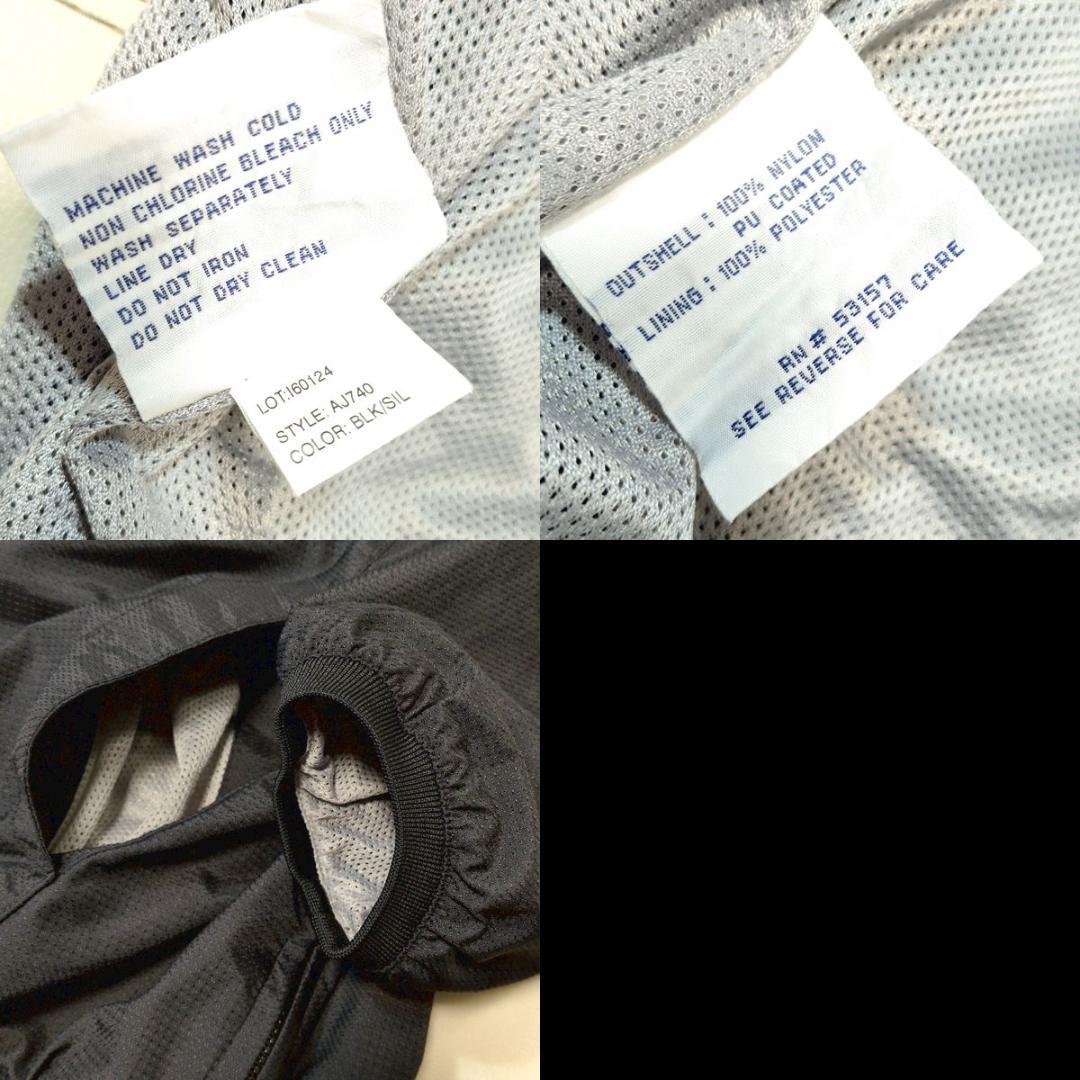 MACHINE WASH COLD
NON CHLORINE BLEACH ONLY
WASH SEPARATELY
LINE DRY
DO NOT IRON
DO NOT DRY CLEAN
LOT:I60124
STYLE: AJ740
COLOR: BLK/SIL
OUTSHELL : 100% NYLON
PU COATED
LINING : 100% POLYESTER
RN # 53157
SEE REVERSE FOR CARE